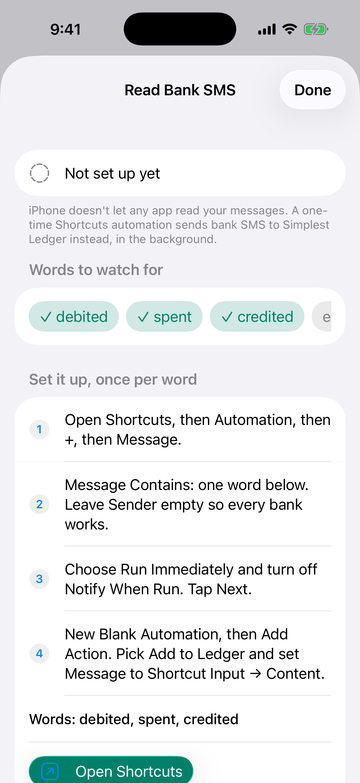 9:41
Read Bank SMS
Done
Not set up yet
iPhone doesn't let any app read your messages. A one-
time Shortcuts automation sends bank SMS to Simplest
Ledger instead, in the background.
Words to watch for
✓ debited
✓ spent
✓ credited
e
Set it up, once per word
1
Open Shortcuts, then Automation, then
+, then Message.
2
Message Contains: one word below.
Leave Sender empty so every bank
works.
3
Choose Run Immediately and turn off
Notify When Run. Tap Next.
4
New Blank Automation, then Add
Action. Pick Add to Ledger and set
Message to Shortcut Input → Content.
Words: debited, spent, credited
Open Shortcuts